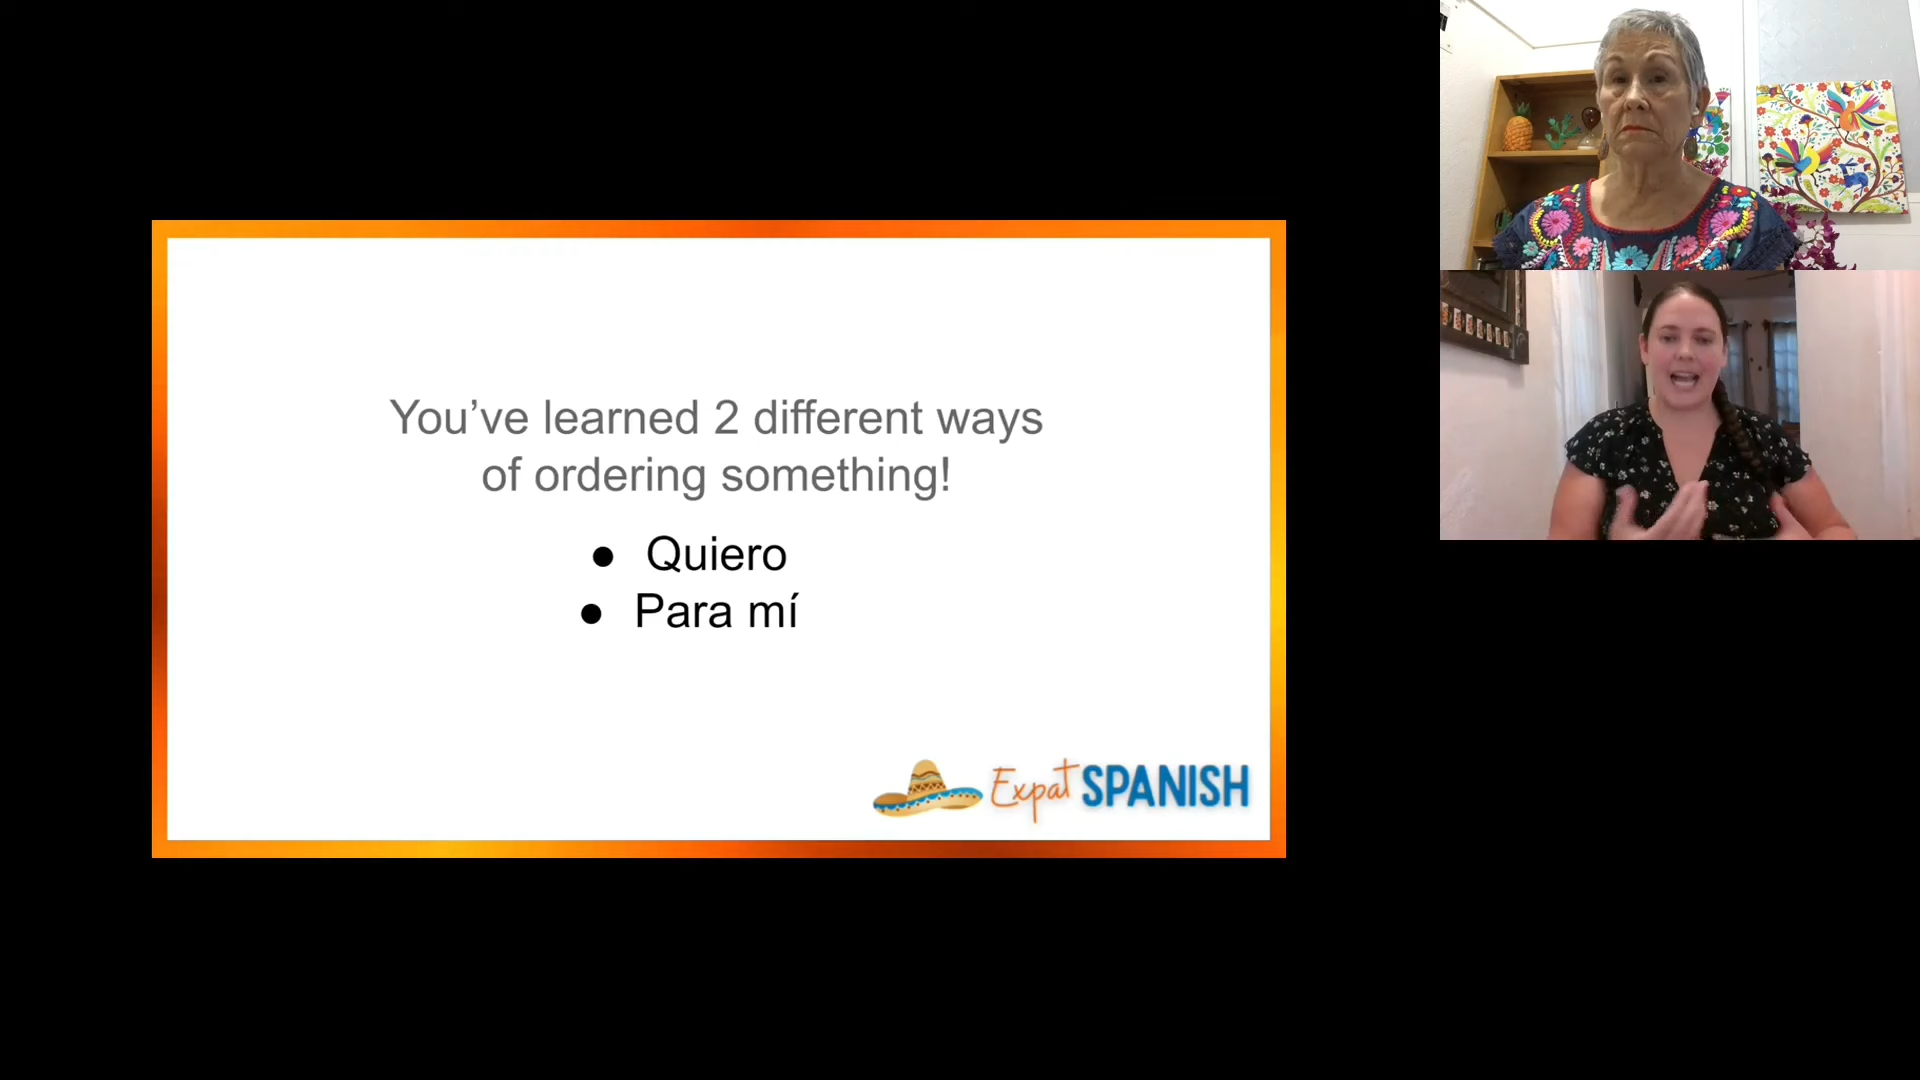 You’ve learned 2 different ways
of ordering something!
● Quiero
● Para mí
Expat SPANISH